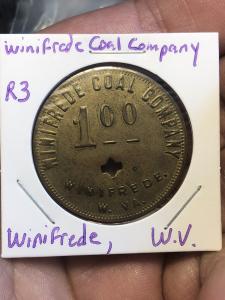 Winifrede Coal Company
R3
WINIFREDE COAL COMPANY
1 00
WINIFREDE,
W. VA.
Winifrede, W.V.